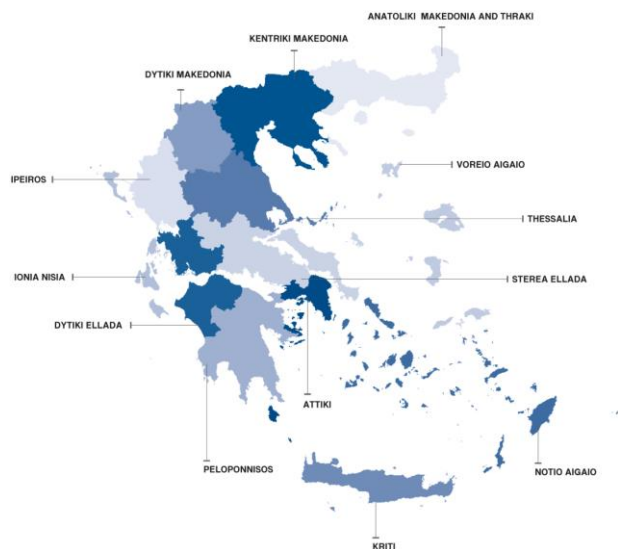 ANATOLIKI MAKEDONIA AND THRAKI
KENTRIKI MAKEDONIA
DYTIKI MAKEDONIA
VOREIO AIGAIO
IPEIROS
THESSALIA
IONIA NISIA
STEREA ELLADA
DYTIKI ELLADA
ATTIKI
PELOPONNISOS
NOTIO AIGAIO
KRITI